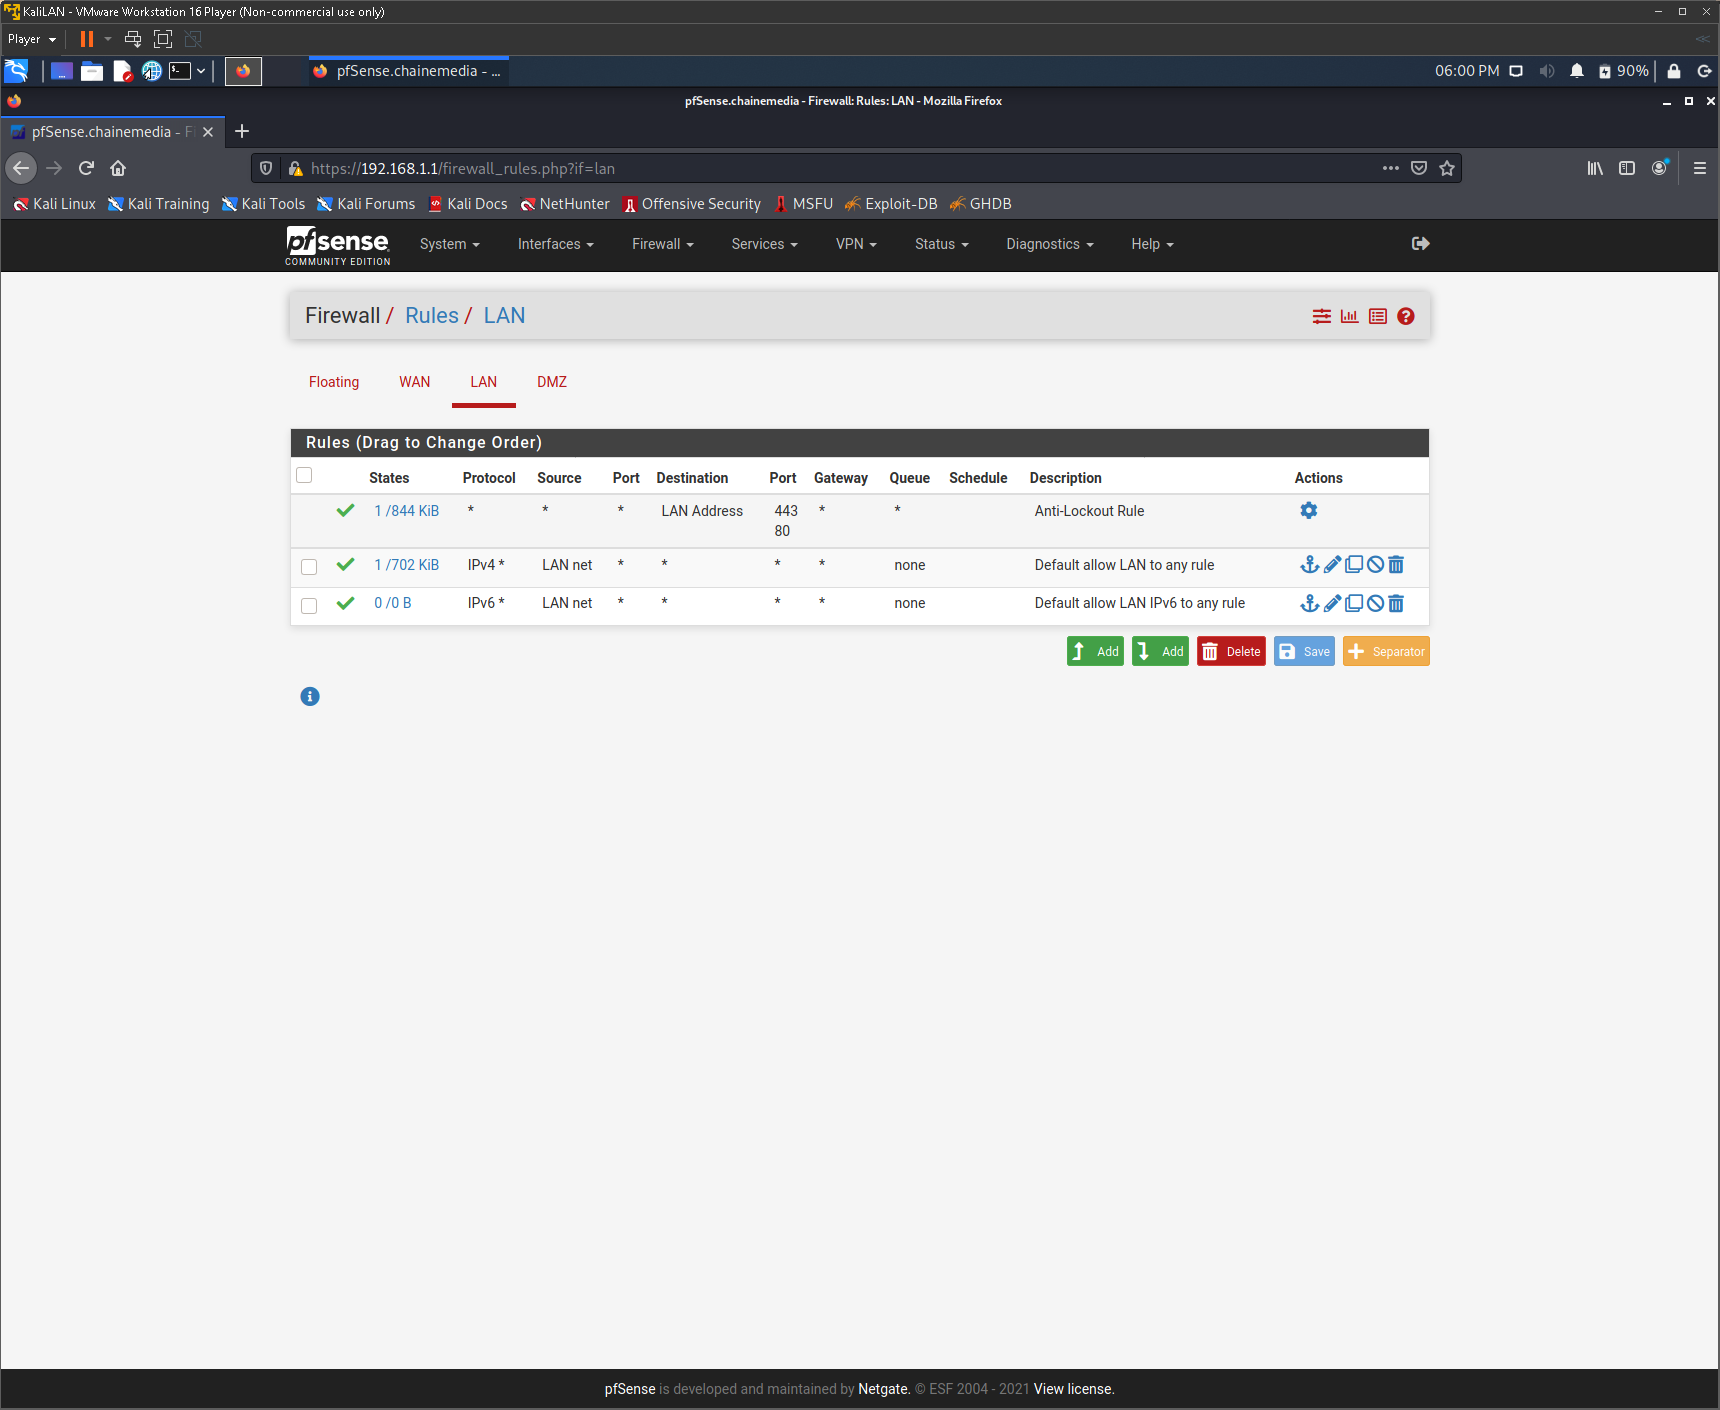 KaliLAN - VMware Workstation 16 Player (Non-commercial use only)
Player
pfSense.chainemedia - ...
06:00 PM
90%
pfSense.chainemedia - Firewall: Rules: LAN - Mozilla Firefox
pfSense.chainemedia - F
https://192.168.1.1/firewall_rules.php?if=lan
Kali Linux Kali Training Kali Tools Kali Forums Kali Docs NetHunter Offensive Security MSFU Exploit-DB GHDB
pfsense
COMMUNITY EDITION
System Interfaces Firewall Services VPN Status Diagnostics Help
Firewall / Rules / LAN
Floating WAN LAN DMZ
Rules (Drag to Change Order)
States Protocol Source Port Destination Port Gateway Queue Schedule Description Actions
1 /844 KiB * * * LAN Address 443 * * Anti-Lockout Rule
80
1 /702 KiB IPv4 * LAN net * * * * none Default allow LAN to any rule
0 /0 B IPv6 * LAN net * * * * none Default allow LAN IPv6 to any rule
Add Add Delete Save Separator
pfSense is developed and maintained by Netgate. © ESF 2004 - 2021 View license.